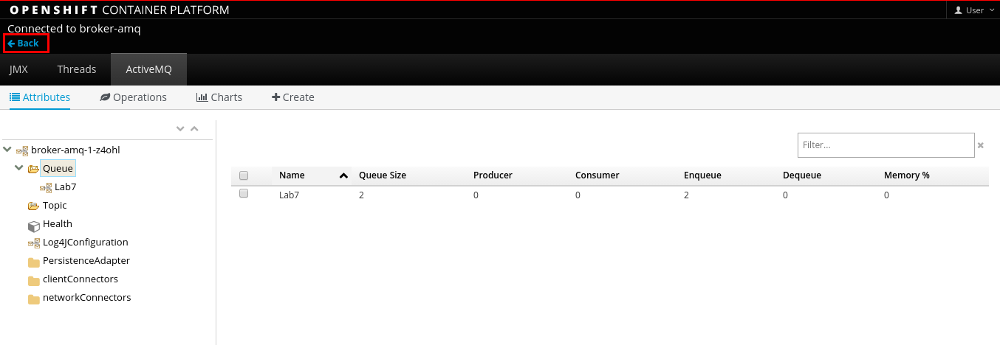 OPENSHIFT CONTAINER PLATFORM
User
Connected to broker-amq
Back
JMX Threads ActiveMQ
Attributes Operations Charts Create
Filter...
broker-amq-1-z4ohl
Queue
Lab7
Topic
Health
Log4JConfiguration
PersistenceAdapter
clientConnectors
networkConnectors
Name Queue Size Producer Consumer Enqueue Dequeue Memory %
Lab7 2 0 0 2 0 0